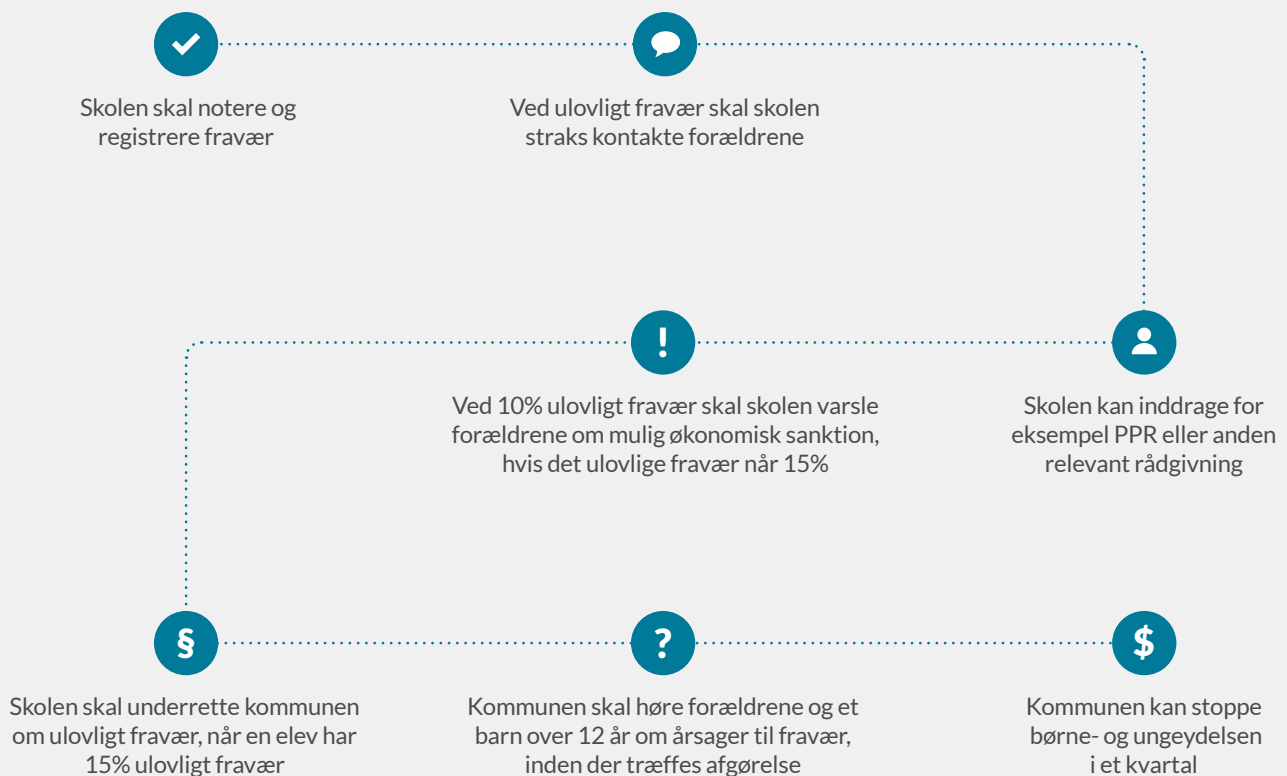 Skolen skal notere og
registrere fravær
Ved ulovligt fravær skal skolen
straks kontakte forældrene
!
Ved 10% ulovligt fravær skal skolen varsle
forældrene om mulig økonomisk sanktion,
hvis det ulovlige fravær når 15%
Skolen kan inddrage for
eksempel PPR eller anden
relevant rådgivning
§
Skolen skal underrette kommunen
om ulovligt fravær, når en elev har
15% ulovligt fravær
?
Kommunen skal høre forældrene og et
barn over 12 år om årsager til fravær,
inden der træffes afgørelse
$
Kommunen kan stoppe
børne- og ungeydelsen
i et kvartal